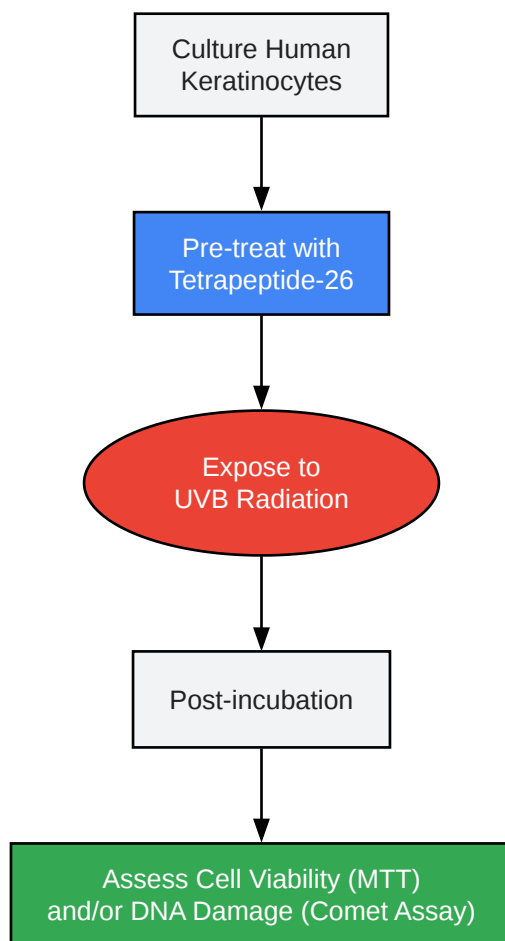 Culture Human
Keratinocytes
Pre-treat with
Tetrapeptide-26
Expose to
UVB Radiation
Post-incubation
Assess Cell Viability (MTT)
and/or DNA Damage (Comet Assay)